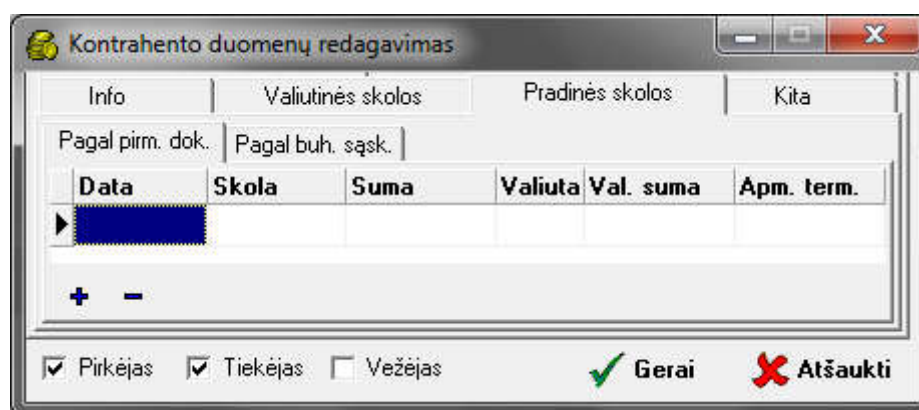 Kontrahento duomenų redagavimas
Info Valiutinės skolos Pradinės skolos Kita
Pagal pirm. dok. Pagal buh. sąsk.
Data Skola Suma Valiuta Val. suma Apm. term.
Pirkėjas Tiekėjas Vežėjas Gerai Atšaukti